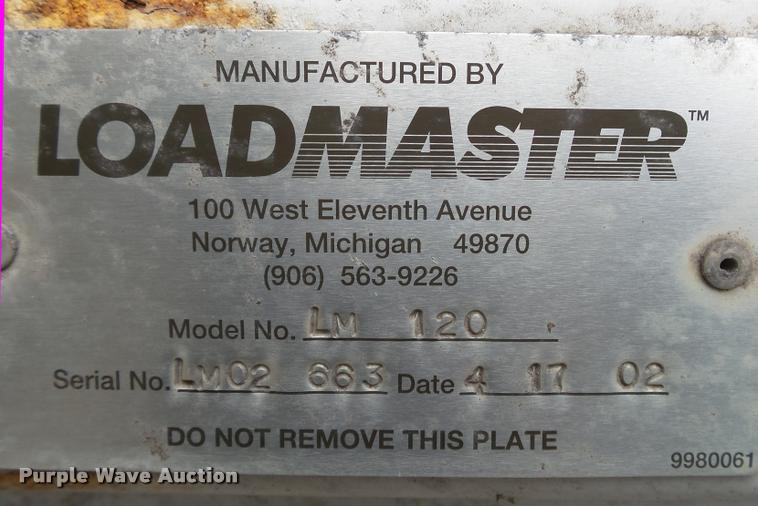 MANUFACTURED BY
LOADMASTER™
100 West Eleventh Avenue
Norway, Michigan 49870
(906) 563-9226
Model No. LM 120
Serial No. LM02 663 Date 4 17 02
DO NOT REMOVE THIS PLATE
9980061
Purple Wave Auction